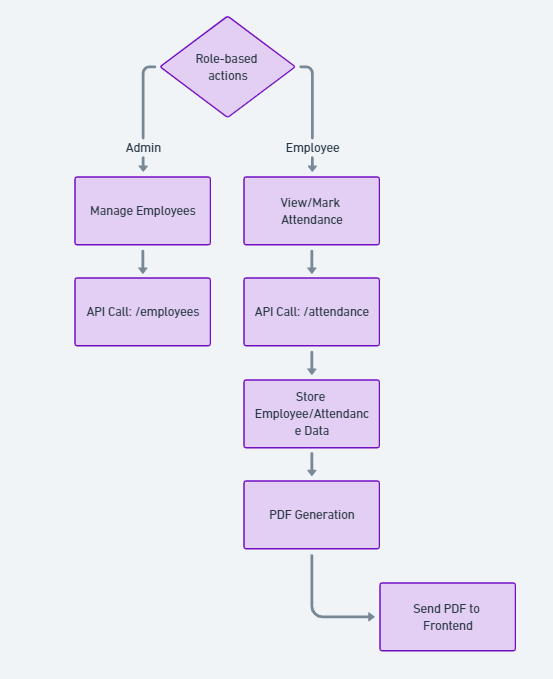 Role-based
actions
Admin
Employee
Manage Employees
View/Mark
Attendance
API Call: /employees
API Call: /attendance
Store
Employee/Attendanc
e Data
PDF Generation
Send PDF to
Frontend